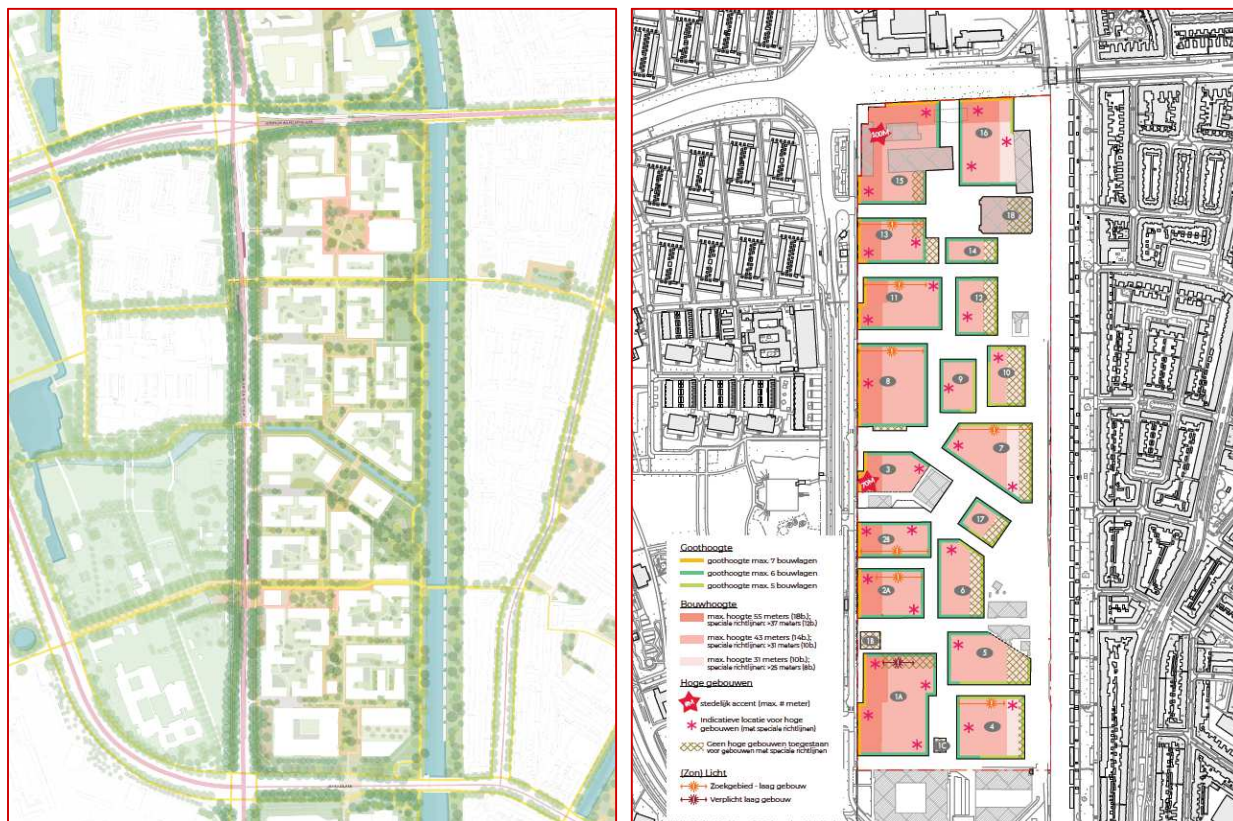 100M
16
15
18
13
14
11
12
8
9
10
7
3
70M
17
2B
2A
6
1B
5
1A
4
1C
Goothoogte
goothoogte max. 7 bouwlagen
goothoogte max. 6 bouwlagen
goothoogte max. 5 bouwlagen
Bouwhoogte
max. hoogte 55 meters (18b.);
speciale richtlijnen: >37 meters (12b.)
max. hoogte 43 meters (14b.);
speciale richtlijnen: >31 meters (10b.)
max. hoogte 31 meters (10b.);
speciale richtlijnen: >25 meters (8b.)
Hoge gebouwen
stedelijk accent (max. # meter)
Indicatieve locatie voor hoge
gebouwen (met speciale richtlijnen)
Geen hoge gebouwen toegestaan
voor gebouwen met speciale richtlijnen
(Zon) Licht
Zoekgebied - laag gebouw
Verplicht laag gebouw